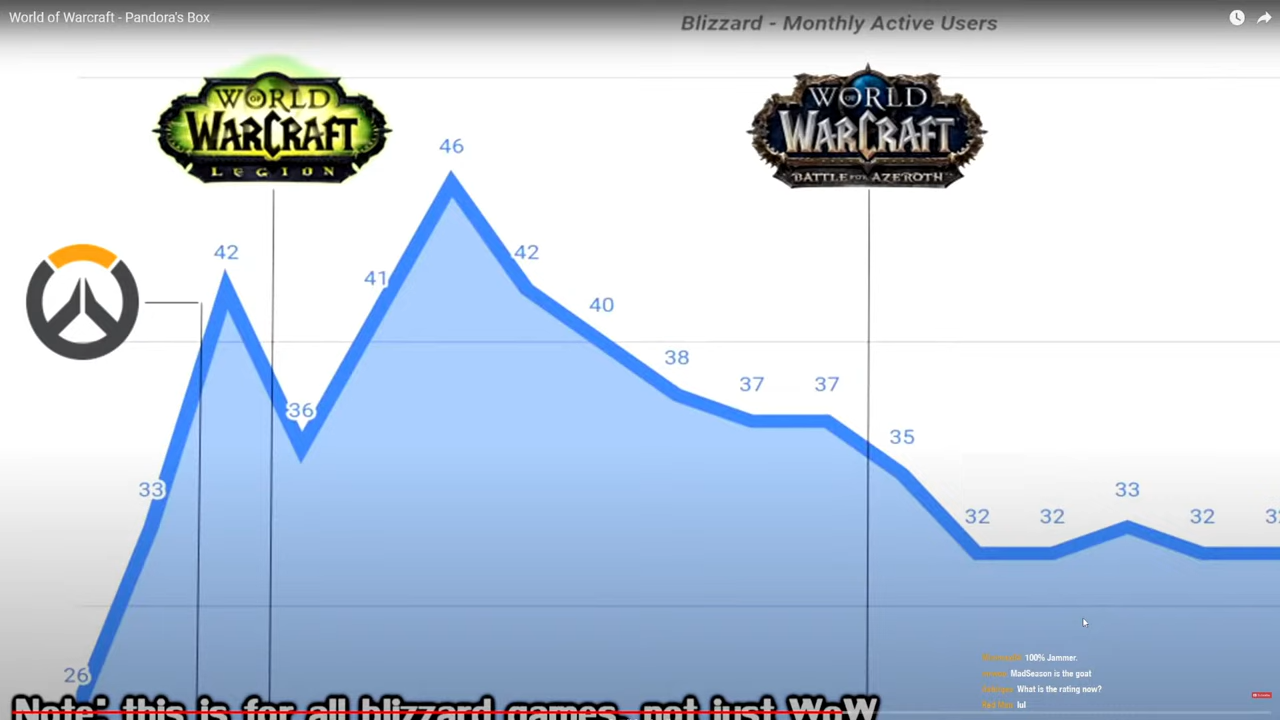 World of Warcraft - Pandora's Box
Blizzard - Monthly Active Users
WORLD OF WARCRAFT
LEGION
WORLD OF WARCRAFT
BATTLE FOR AZEROTH
46
42
42
41
40
38
37
37
36
35
33
33
32
32
32
26
100% Jammer.
MadSeason is the goat
What is the rating now?
lul
Note: this is for all blizzard games, not just WoW